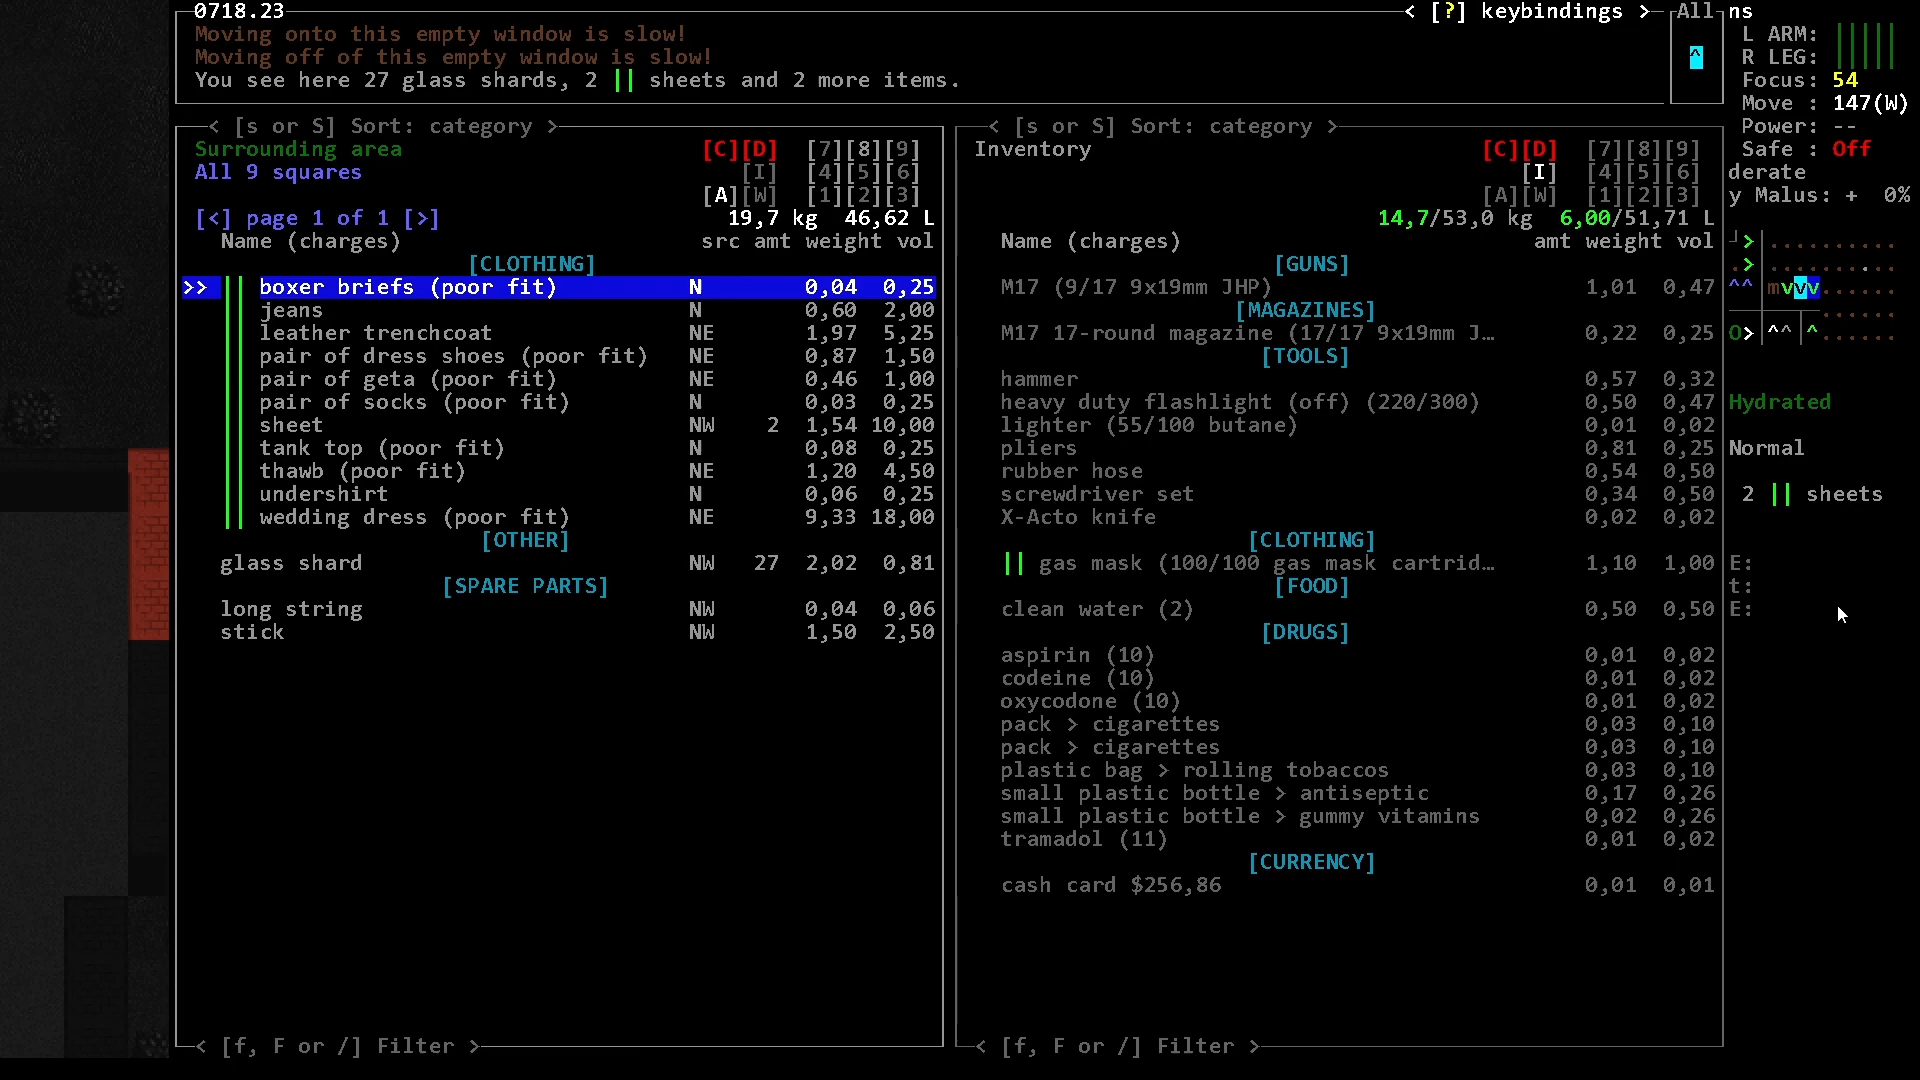 0718.23
< [?] keybindings >
All
ns
Moving onto this empty window is slow!
Moving off of this empty window is slow!
You see here 27 glass shards, 2 || sheets and 2 more items.
^
L ARM: |||||
R LEG: |||||
Focus: 54
Move : 147(W)
Power: --
Safe : Off
derate
y Malus: + 0%
Hydrated
Normal
2 || sheets
E:
t:
E:
< [s or S] Sort: category >
Surrounding area [C][D] [7][8][9]
All 9 squares [I] [4][5][6]
[A][W] [1][2][3]
[<] page 1 of 1 [>] 19,7 kg 46,62 L
Name (charges) src amt weight vol
[CLOTHING]
>> || boxer briefs (poor fit) N 0,04 0,25
|| jeans N 0,60 2,00
|| leather trenchcoat NE 1,97 5,25
|| pair of dress shoes (poor fit) NE 0,87 1,50
|| pair of geta (poor fit) NE 0,46 1,00
|| pair of socks (poor fit) N 0,03 0,25
|| sheet NW 2 1,54 10,00
|| tank top (poor fit) N 0,08 0,25
|| thawb (poor fit) NE 1,20 4,50
|| undershirt N 0,06 0,25
|| wedding dress (poor fit) NE 9,33 18,00
[OTHER]
glass shard NW 27 2,02 0,81
[SPARE PARTS]
long string NW 0,04 0,06
stick NW 1,50 2,50
< [f, F or /] Filter >
< [s or S] Sort: category >
Inventory [C][D] [7][8][9]
[I] [4][5][6]
[A][W] [1][2][3]
14,7/53,0 kg 6,00/51,71 L
Name (charges) amt weight vol
[GUNS]
M17 (9/17 9x19mm JHP) 1,01 0,47
[MAGAZINES]
M17 17-round magazine (17/17 9x19mm J… 0,22 0,25
[TOOLS]
hammer 0,57 0,32
heavy duty flashlight (off) (220/300) 0,50 0,47
lighter (55/100 butane) 0,01 0,02
pliers 0,81 0,25
rubber hose 0,54 0,50
screwdriver set 0,34 0,50
X-Acto knife 0,02 0,02
[CLOTHING]
|| gas mask (100/100 gas mask cartrid… 1,10 1,00
[FOOD]
clean water (2) 0,50 0,50
[DRUGS]
aspirin (10) 0,01 0,02
codeine (10) 0,01 0,02
oxycodone (10) 0,01 0,02
pack > cigarettes 0,03 0,10
pack > cigarettes 0,03 0,10
plastic bag > rolling tobaccos 0,03 0,10
small plastic bottle > antiseptic 0,17 0,26
small plastic bottle > gummy vitamins 0,02 0,26
tramadol (11) 0,01 0,02
[CURRENCY]
cash card $256,86 0,01 0,01
< [f, F or /] Filter >